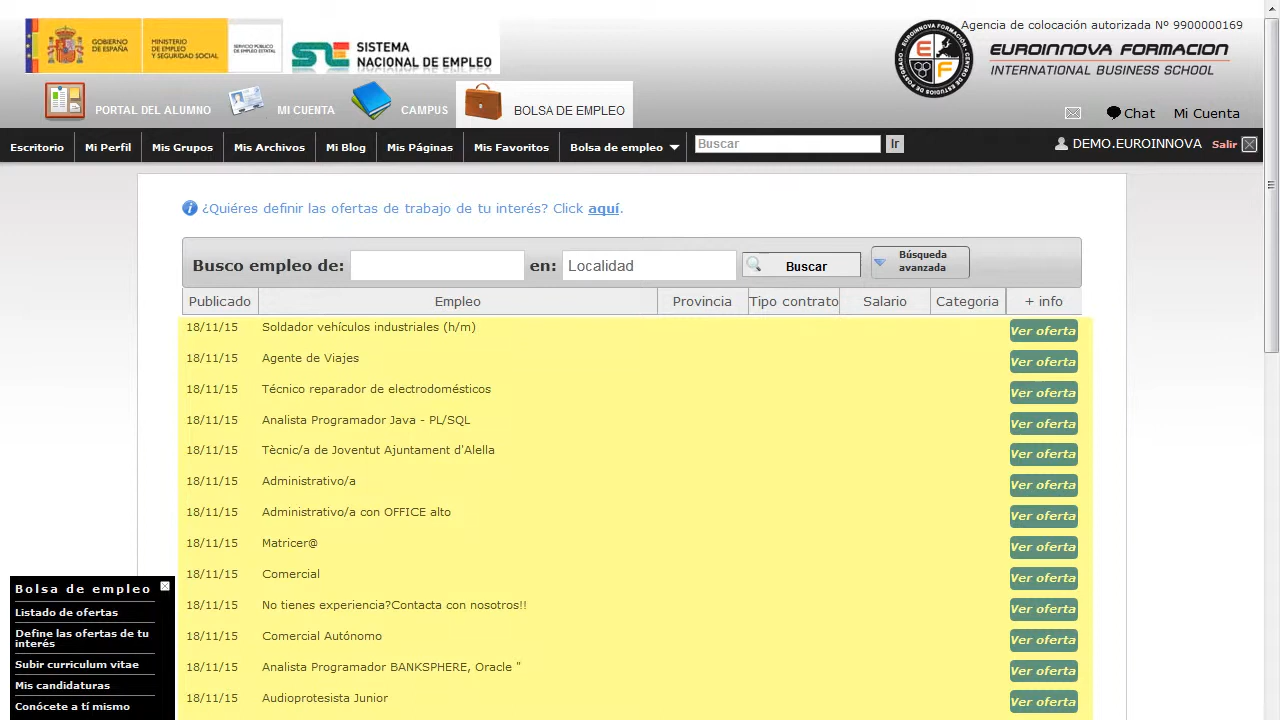 GOBIERNO DE ESPAÑA
MINISTERIO DE EMPLEO Y SEGURIDAD SOCIAL
SERVICIO PÚBLICO DE EMPLEO ESTATAL
SISTEMA NACIONAL DE EMPLEO
Agencia de colocación autorizada Nº 9900000169
EUROINNOVA FORMACION
INTERNATIONAL BUSINESS SCHOOL
PORTAL DEL ALUMNO
MI CUENTA
CAMPUS
BOLSA DE EMPLEO
Chat
Mi Cuenta
Escritorio
Mi Perfil
Mis Grupos
Mis Archivos
Mi Blog
Mis Páginas
Mis Favoritos
Bolsa de empleo
Buscar
Ir
DEMO.EUROINNOVA
Salir
¿Quiéres definir las ofertas de trabajo de tu interés? Click aquí.
Busco empleo de:
en:
Localidad
Buscar
Búsqueda avanzada
Publicado Empleo Provincia Tipo contrato Salario Categoria + info
18/11/15 Soldador vehículos industriales (h/m) Ver oferta
18/11/15 Agente de Viajes Ver oferta
18/11/15 Técnico reparador de electrodomésticos Ver oferta
18/11/15 Analista Programador Java - PL/SQL Ver oferta
18/11/15 Tècnic/a de Joventut Ajuntament d'Alella Ver oferta
18/11/15 Administrativo/a Ver oferta
18/11/15 Administrativo/a con OFFICE alto Ver oferta
18/11/15 Matricer@ Ver oferta
18/11/15 Comercial Ver oferta
18/11/15 No tienes experiencia?Contacta con nosotros!! Ver oferta
18/11/15 Comercial Autónomo Ver oferta
18/11/15 Analista Programador BANKSPHERE, Oracle " Ver oferta
18/11/15 Audioprotesista Junior Ver oferta
Bolsa de empleo
Listado de ofertas
Define las ofertas de tu
interés
Subir curriculum vitae
Mis candidaturas
Conócete a tí mismo